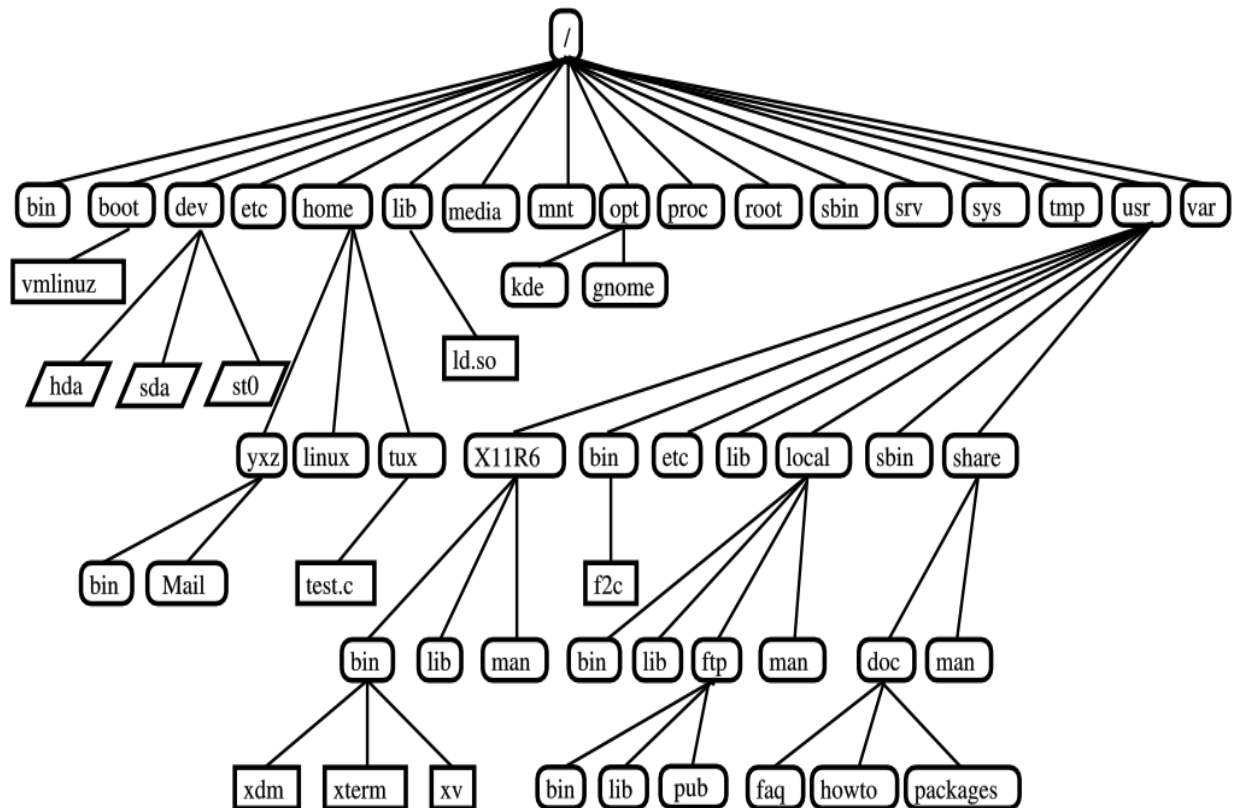 /
bin boot dev etc home lib media mnt opt proc root sbin srv sys tmp usr var
vmlinuz kde gnome
hda sda st0 ld.so
yxz linux tux X11R6 bin etc lib local sbin share
bin Mail test.c f2c
bin lib man bin lib ftp man doc man
xdm xterm xv bin lib pub faq howto packages